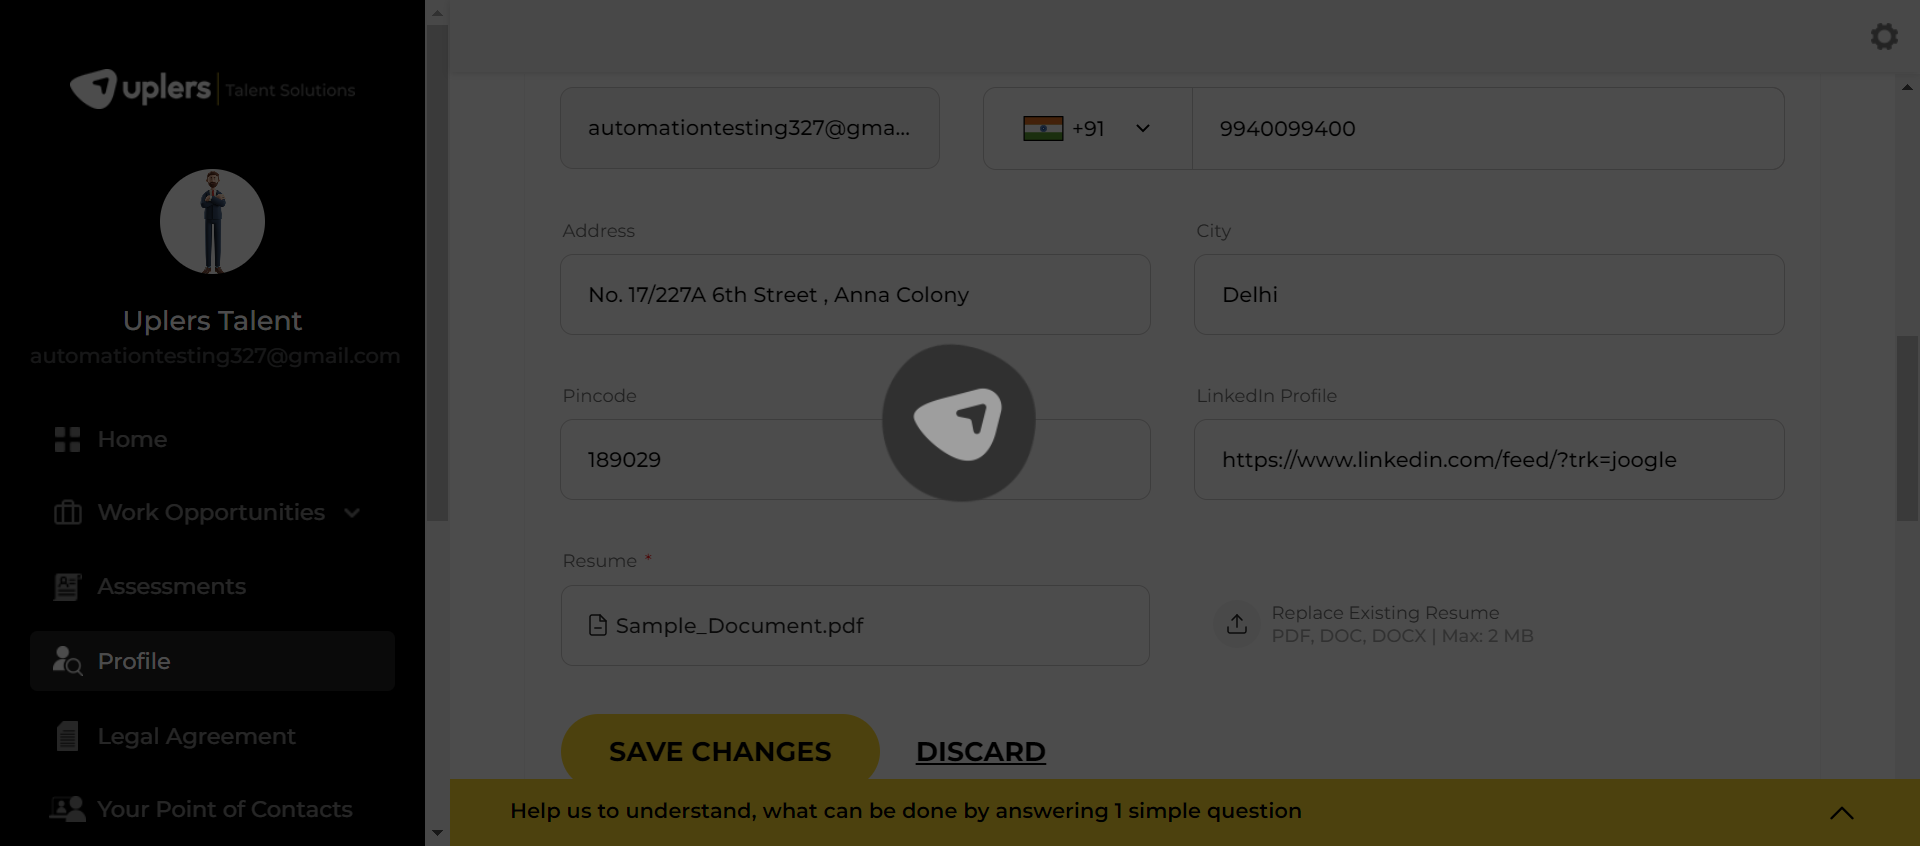 uplers | Talent Solutions
Uplers Talent
automationtesting327@gmail.com
Home
Work Opportunities
Assessments
Profile
Legal Agreement
Your Point of Contacts
automationtesting327@gma...
+91
9940099400
Address
City
No. 17/227A 6th Street , Anna Colony
Delhi
Pincode
LinkedIn Profile
189029
https://www.linkedin.com/feed/?trk=joogle
Resume *
Sample_Document.pdf
Replace Existing Resume
PDF, DOC, DOCX | Max: 2 MB
SAVE CHANGES
DISCARD
Help us to understand, what can be done by answering 1 simple question